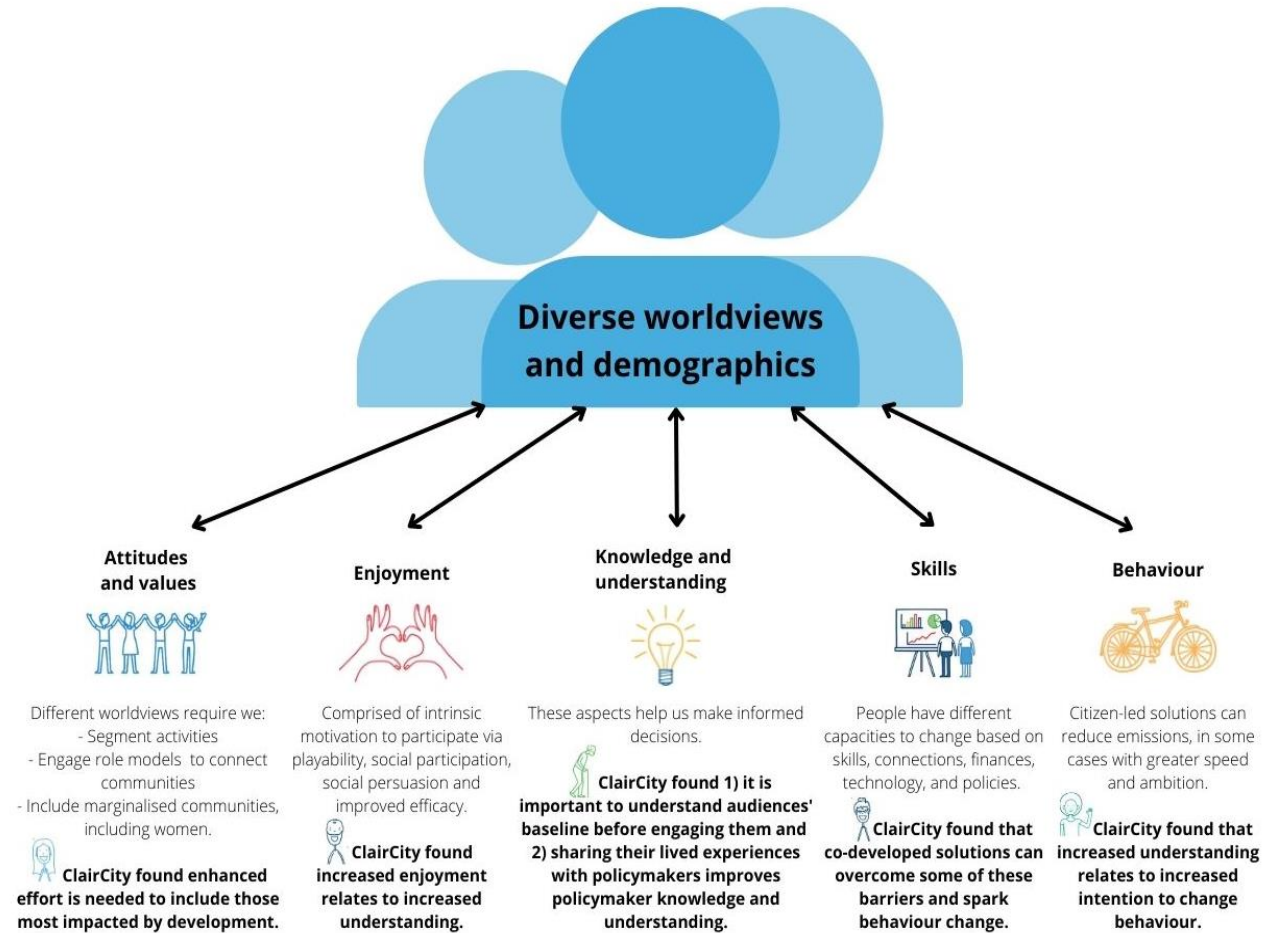 Diverse worldviews
and demographics
Attitudes
and values
Different worldviews require we:
- Segment activities
- Engage role models to connect
communities
- Include marginalised communities,
including women.
ClairCity found enhanced
effort is needed to include those
most impacted by development.
Enjoyment
Comprised of intrinsic
motivation to participate via
playability, social participation,
social persuasion and
improved efficacy.
ClairCity found
increased enjoyment
relates to increased
understanding.
Knowledge and
understanding
These aspects help us make informed
decisions.
ClairCity found 1) it is
important to understand audiences'
baseline before engaging them and
2) sharing their lived experiences
with policymakers improves
policymaker knowledge and
understanding.
Skills
People have different
capacities to change based on
skills, connections, finances,
technology, and policies.
ClairCity found that
co-developed solutions can
overcome some of these
barriers and spark
behaviour change.
Behaviour
Citizen-led solutions can
reduce emissions, in some
cases with greater speed
and ambition.
ClairCity found that
increased understanding
relates to increased
intention to change
behaviour.